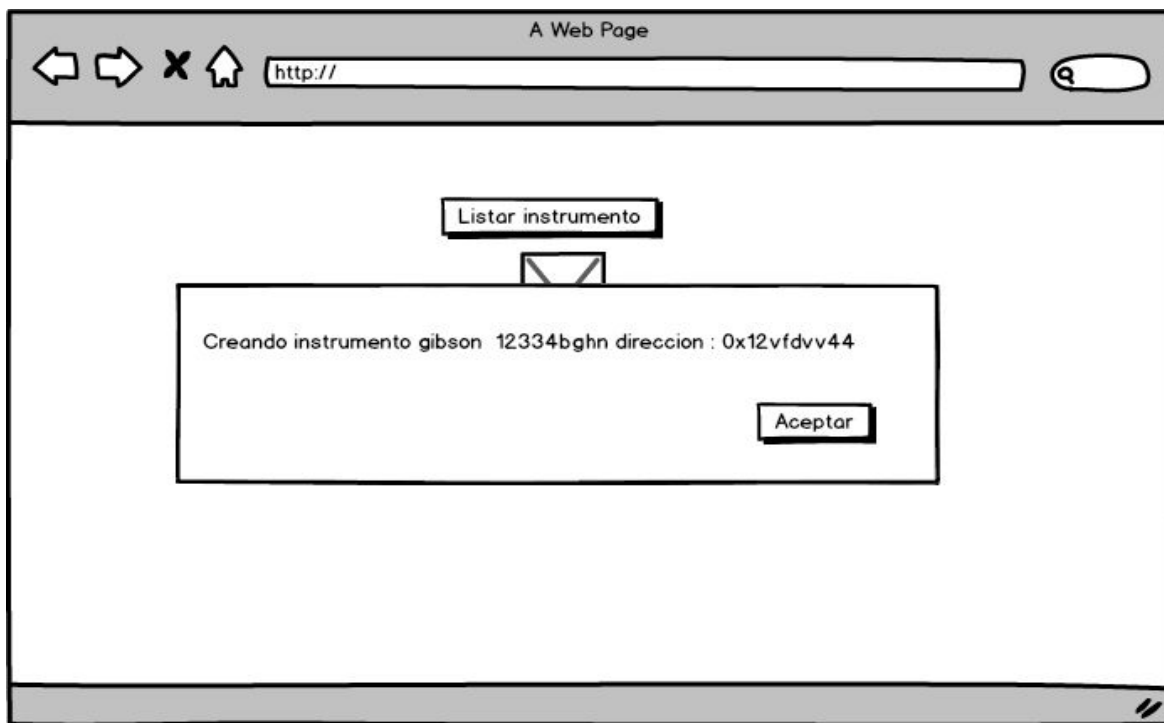 A Web Page
http://
Listar instrumento
Creando instrumento gibson 12334bghn direccion : 0x12vfdvv44
Aceptar